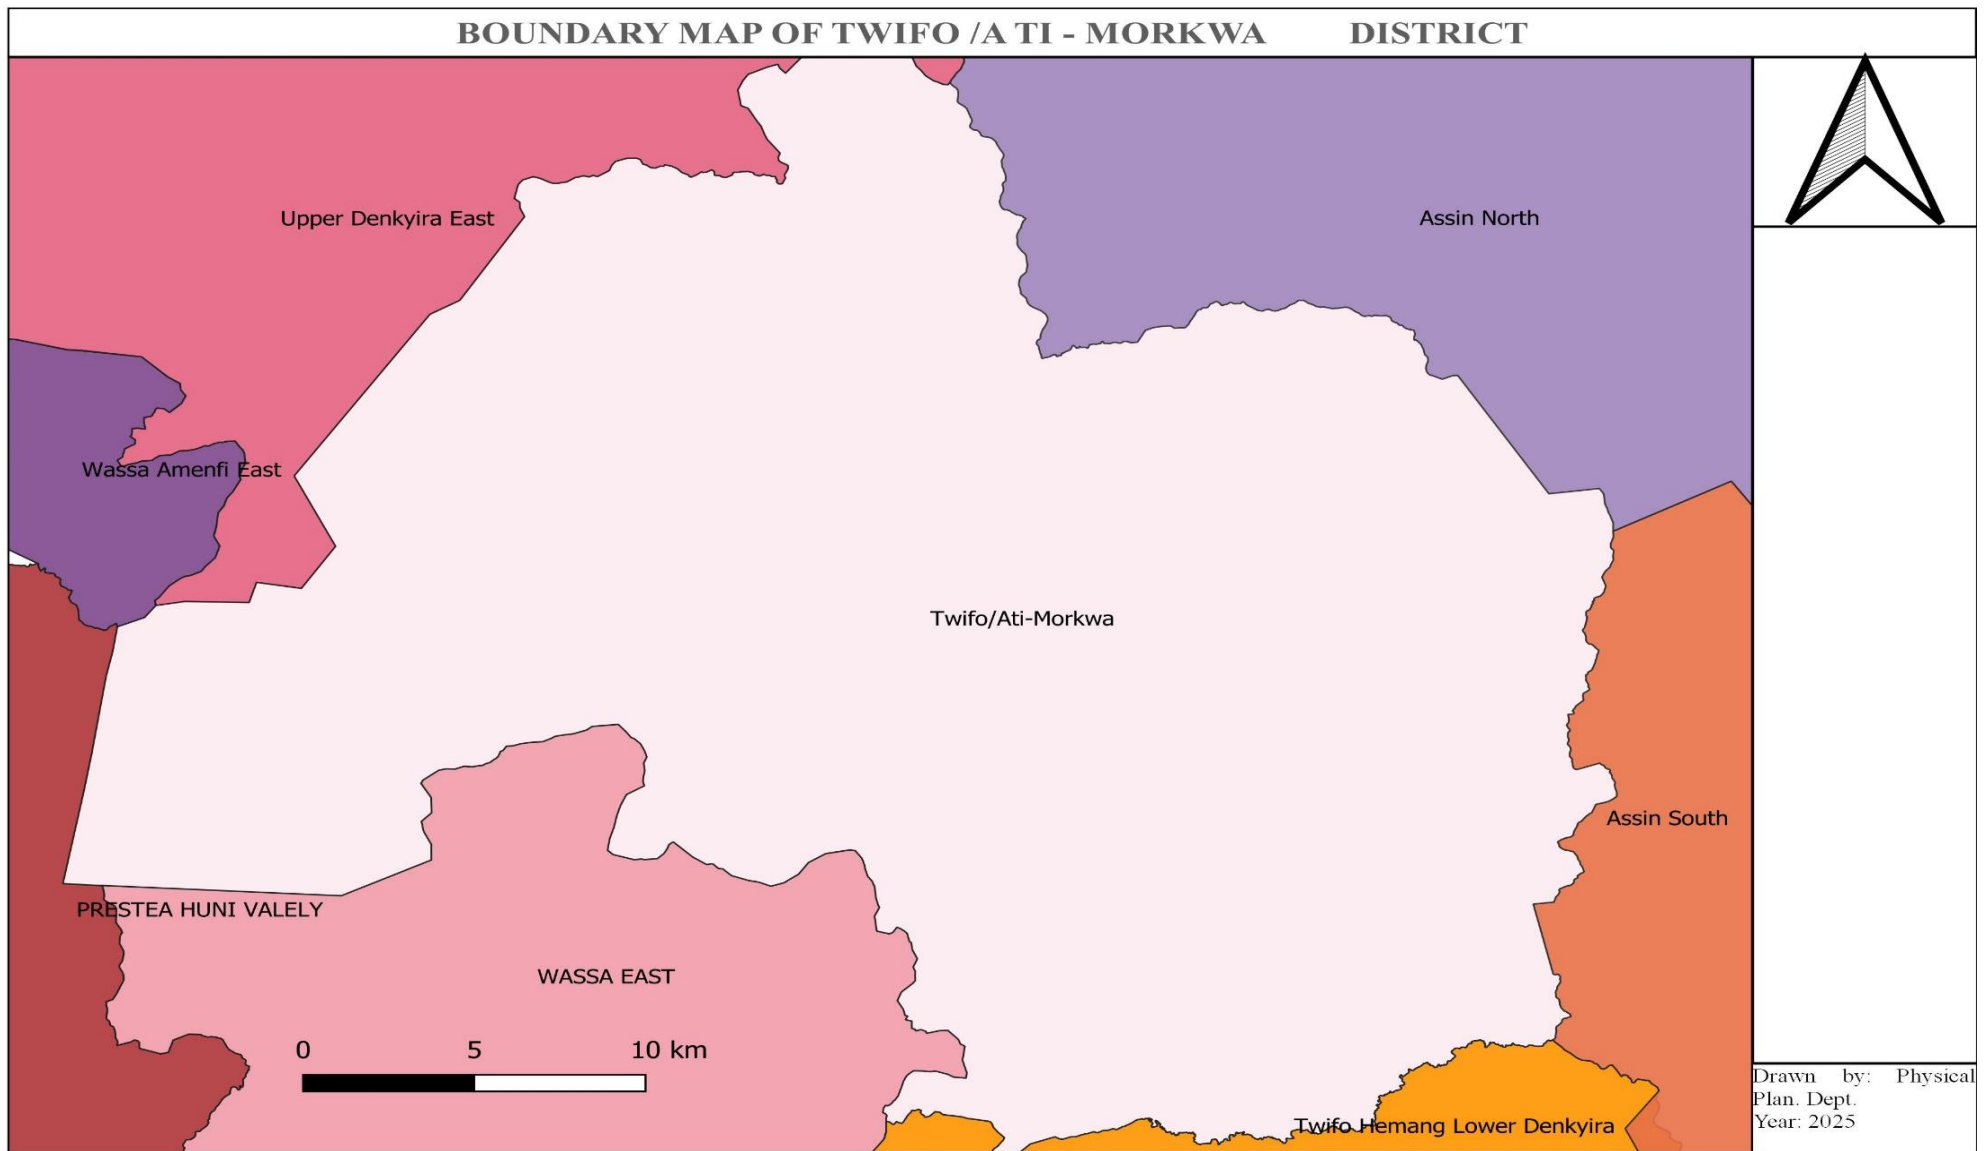 BOUNDARY MAP OF TWIFO /A TI - MORKWA DISTRICT
Upper Denkyira East
Assin North
Wassa Amenfi East
Twifo/Ati-Morkwa
Assin South
PRESTEA HUNI VALELY
WASSA EAST
0 5 10 km
Twifo Hemang Lower Denkyira
Drawn by: Physical
Plan. Dept.
Year: 2025